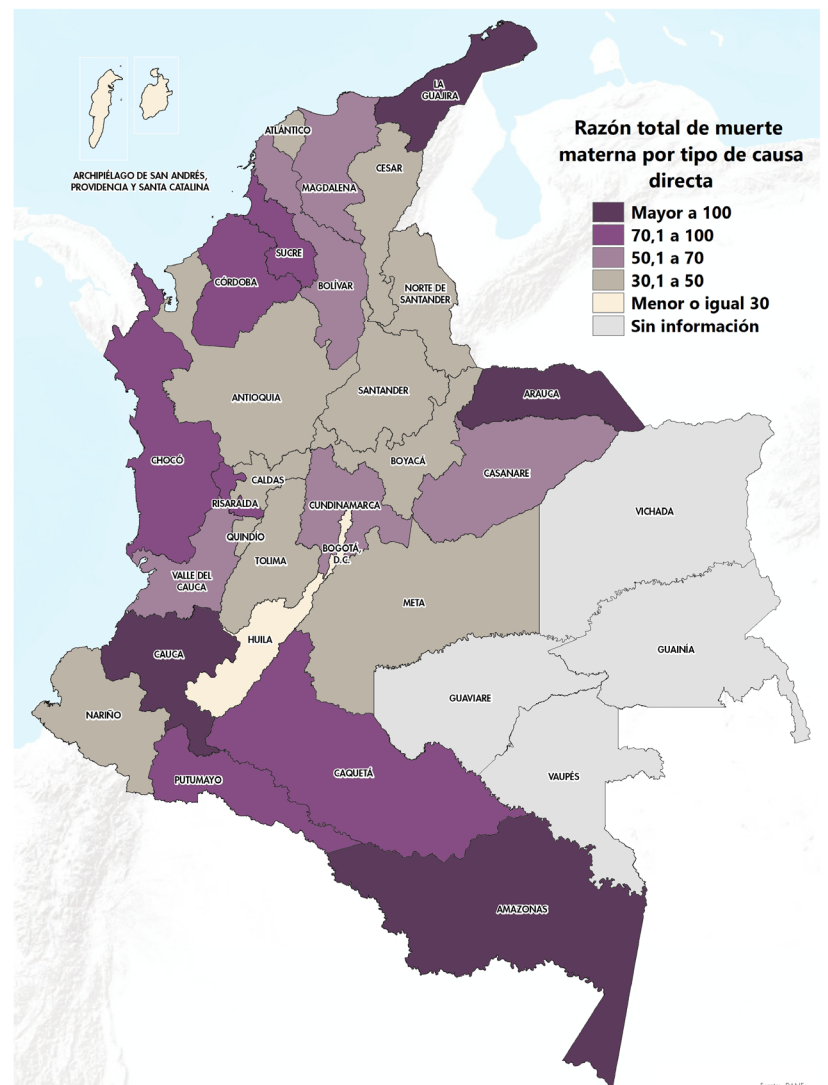 Razón total de muerte
materna por tipo de causa
directa
Mayor a 100
70,1 a 100
50,1 a 70
30,1 a 50
Menor o igual 30
Sin información
ARCHIPIÉLAGO DE SAN ANDRÉS,
PROVIDENCIA Y SANTA CATALINA
LA
GUAJIRA
ATLÁNTICO
CESAR
MAGDALENA
SUCRE
CÓRDOBA
BOLÍVAR
NORTE DE
SANTANDER
ANTIOQUIA
SANTANDER
ARAUCA
CHOCÓ
BOYACÁ
CASANARE
CALDAS
RISARALDA
CUNDINAMARCA
VICHADA
QUINDÍO
BOGOTÁ,
D.C.
TOLIMA
VALLE DEL
CAUCA
META
HUILA
GUAINÍA
CAUCA
GUAVIARE
NARIÑO
CAQUETÁ
VAUPÉS
PUTUMAYO
AMAZONAS